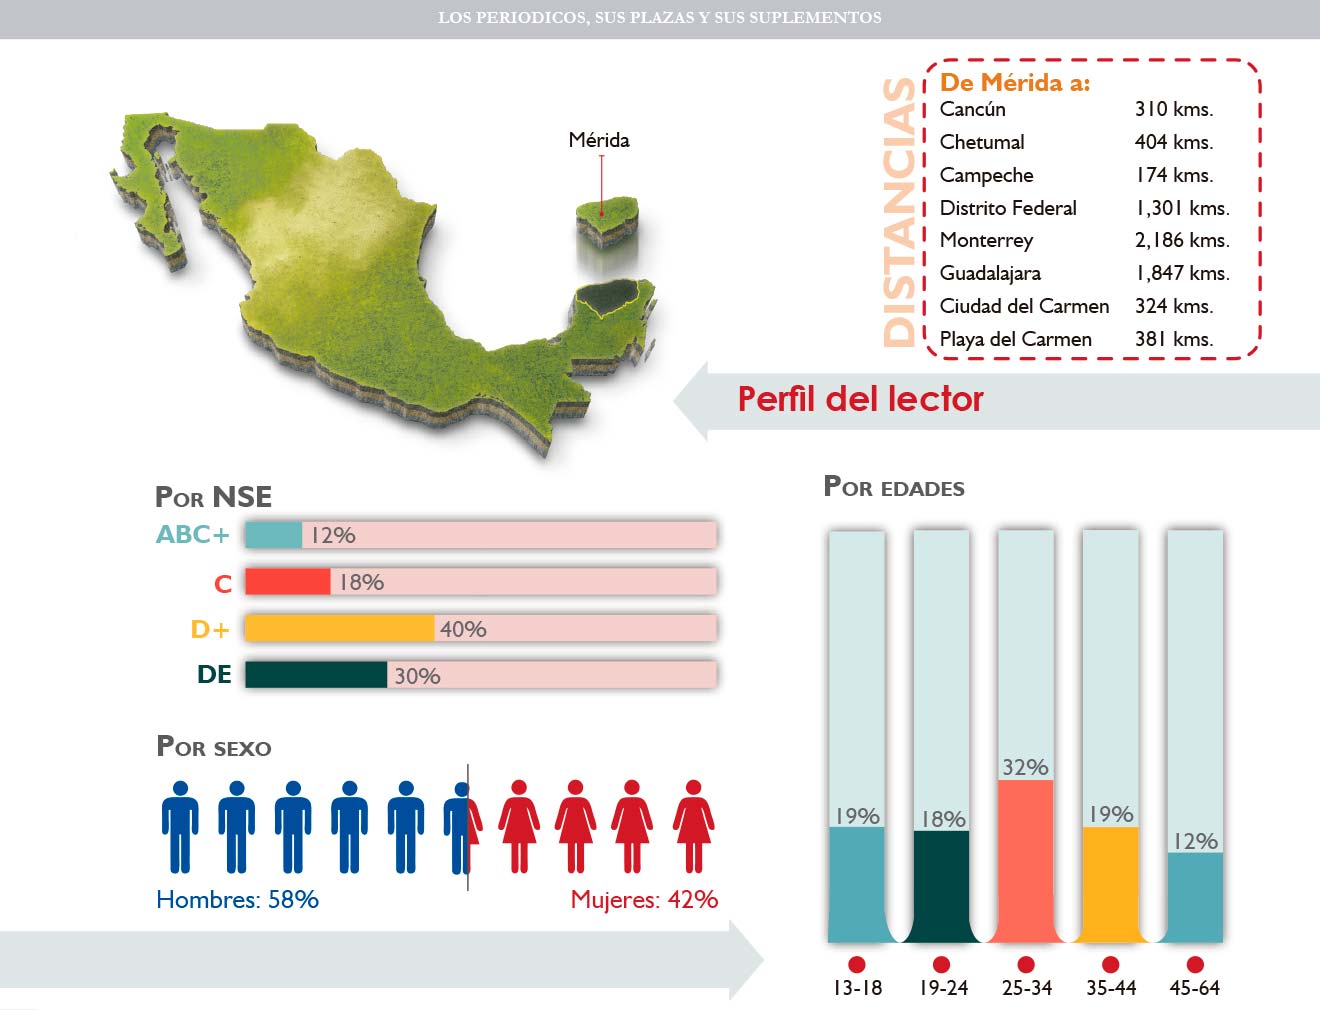 LOS PERIODICOS, SUS PLAZAS Y SUS SUPLEMENTOS
Mérida
DISTANCIAS
De Mérida a:
Cancún 310 kms.
Chetumal 404 kms.
Campeche 174 kms.
Distrito Federal 1,301 kms.
Monterrey 2,186 kms.
Guadalajara 1,847 kms.
Ciudad del Carmen 324 kms.
Playa del Carmen 381 kms.
Perfil del lector
POR NSE
ABC+ 12%
C 18%
D+ 40%
DE 30%
POR SEXO
Hombres: 58% Mujeres: 42%
POR EDADES
19% 18% 32% 19% 12%
13-18 19-24 25-34 35-44 45-64